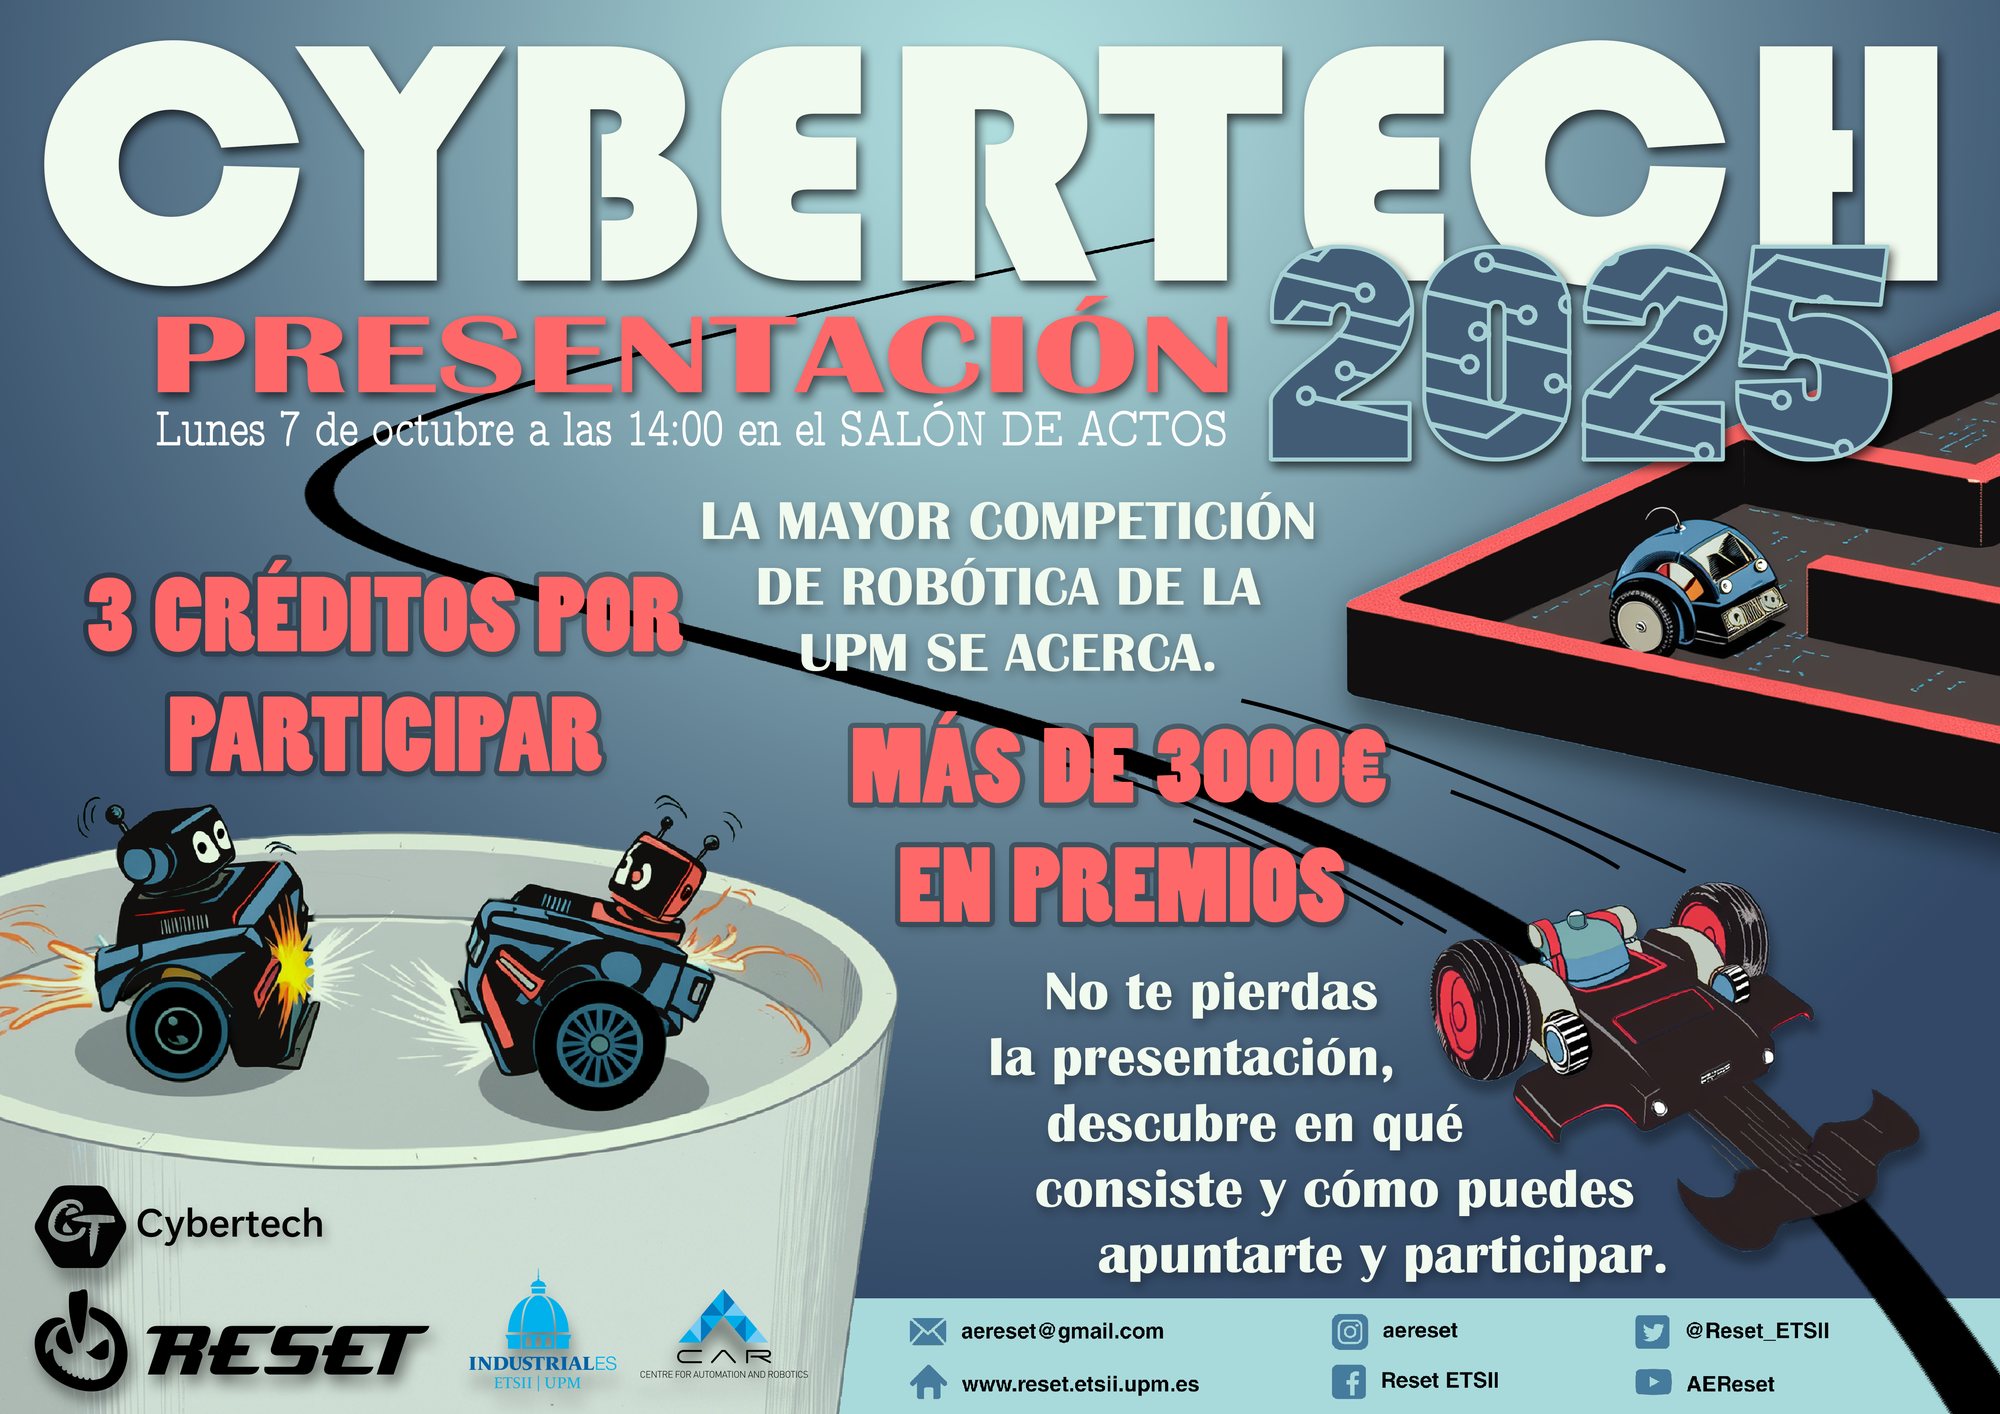 CYBERTECH
2025
PRESENTACIÓN
Lunes 7 de octubre a las 14:00 en el SALÓN DE ACTOS
LA MAYOR COMPETICIÓN
DE ROBÓTICA DE LA
UPM SE ACERCA.
3 CRÉDITOS POR
PARTICIPAR
MÁS DE 3000€
EN PREMIOS
No te pierdas
la presentación,
descubre en qué
consiste y cómo puedes
apuntarte y participar.
CT Cybertech
RESET
INDUSTRIALES
ETSII | UPM
CAR
CENTRE FOR AUTOMATION AND ROBOTICS
aereset@gmail.com
aereset
@Reset_ETSII
www.reset.etsii.upm.es
Reset ETSII
AEReset